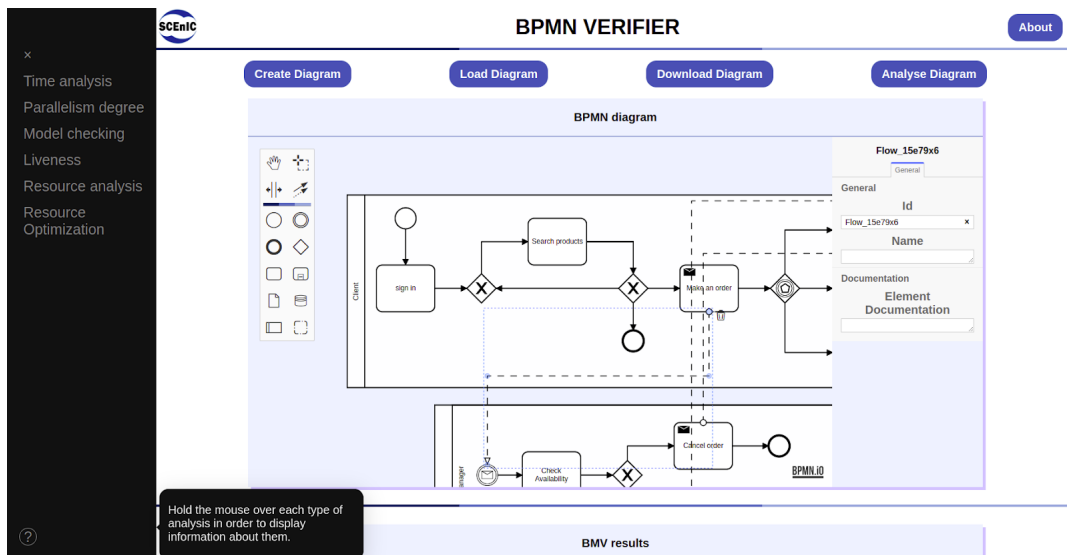 SCEnIC
BPMN VERIFIER
About
×
Time analysis
Parallelism degree
Model checking
Liveness
Resource analysis
Resource
Optimization
?
Hold the mouse over each type of
analysis in order to display
information about them.
Create Diagram
Load Diagram
Download Diagram
Analyse Diagram
BPMN diagram
Client
sign in
Search products
Make an order
Cancel order
Check
Availability
BPMN.iO
Flow_15e79x6
General
General
Id
Flow_15e79x6
×
Name
Documentation
Element
Documentation
BMV results